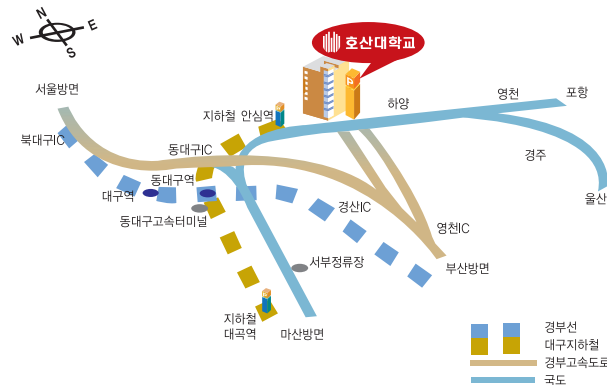 N
W
E
S
호산대학교
서울방면
북대구IC
지하철 안심역
하양
영천
포항
동대구IC
경주
동대구역
대구역
울산
동대구고속터미널
경산IC
영천IC
서부정류장
부산방면
지하철
대곡역
마산방면
경부선
대구지하철
경부고속도로
국도